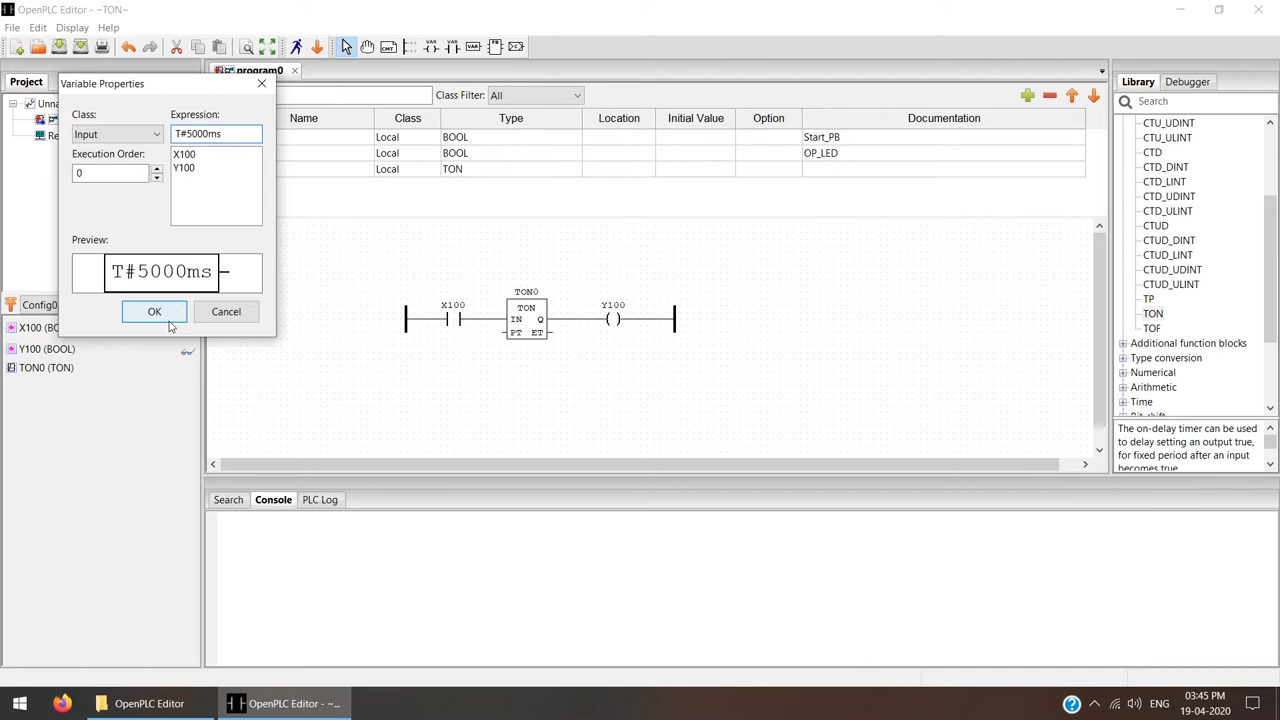 OpenPLC Editor - ~TON~
File Edit Display Help
Project
program0
Variable Properties
Class: Expression:
Input T#5000ms
Execution Order:
0
X100
Y100
Preview:
T#5000ms
OK Cancel
Class Filter: All
Name Class Type Location Initial Value Option Documentation
Local BOOL Start_PB
Local BOOL OP_LED
Local TON
TON0
X100 TON Y100
IN Q
PT ET
X100 (BO
Y100 (BOOL)
TON0 (TON)
Library Debugger
Search
CTU_UDINT
CTU_ULINT
CTD
CTD_DINT
CTD_LINT
CTD_UDINT
CTD_ULINT
CTUD
CTUD_DINT
CTUD_LINT
CTUD_UDINT
CTUD_ULINT
TP
TON
TOF
Additional function blocks
Type conversion
Numerical
Arithmetic
Time
The on-delay timer can be used
to delay setting an output true,
for fixed period after an input
becomes true.
Search Console PLC Log
OpenPLC Editor OpenPLC Editor - ~...
ENG 03:45 PM
19-04-2020